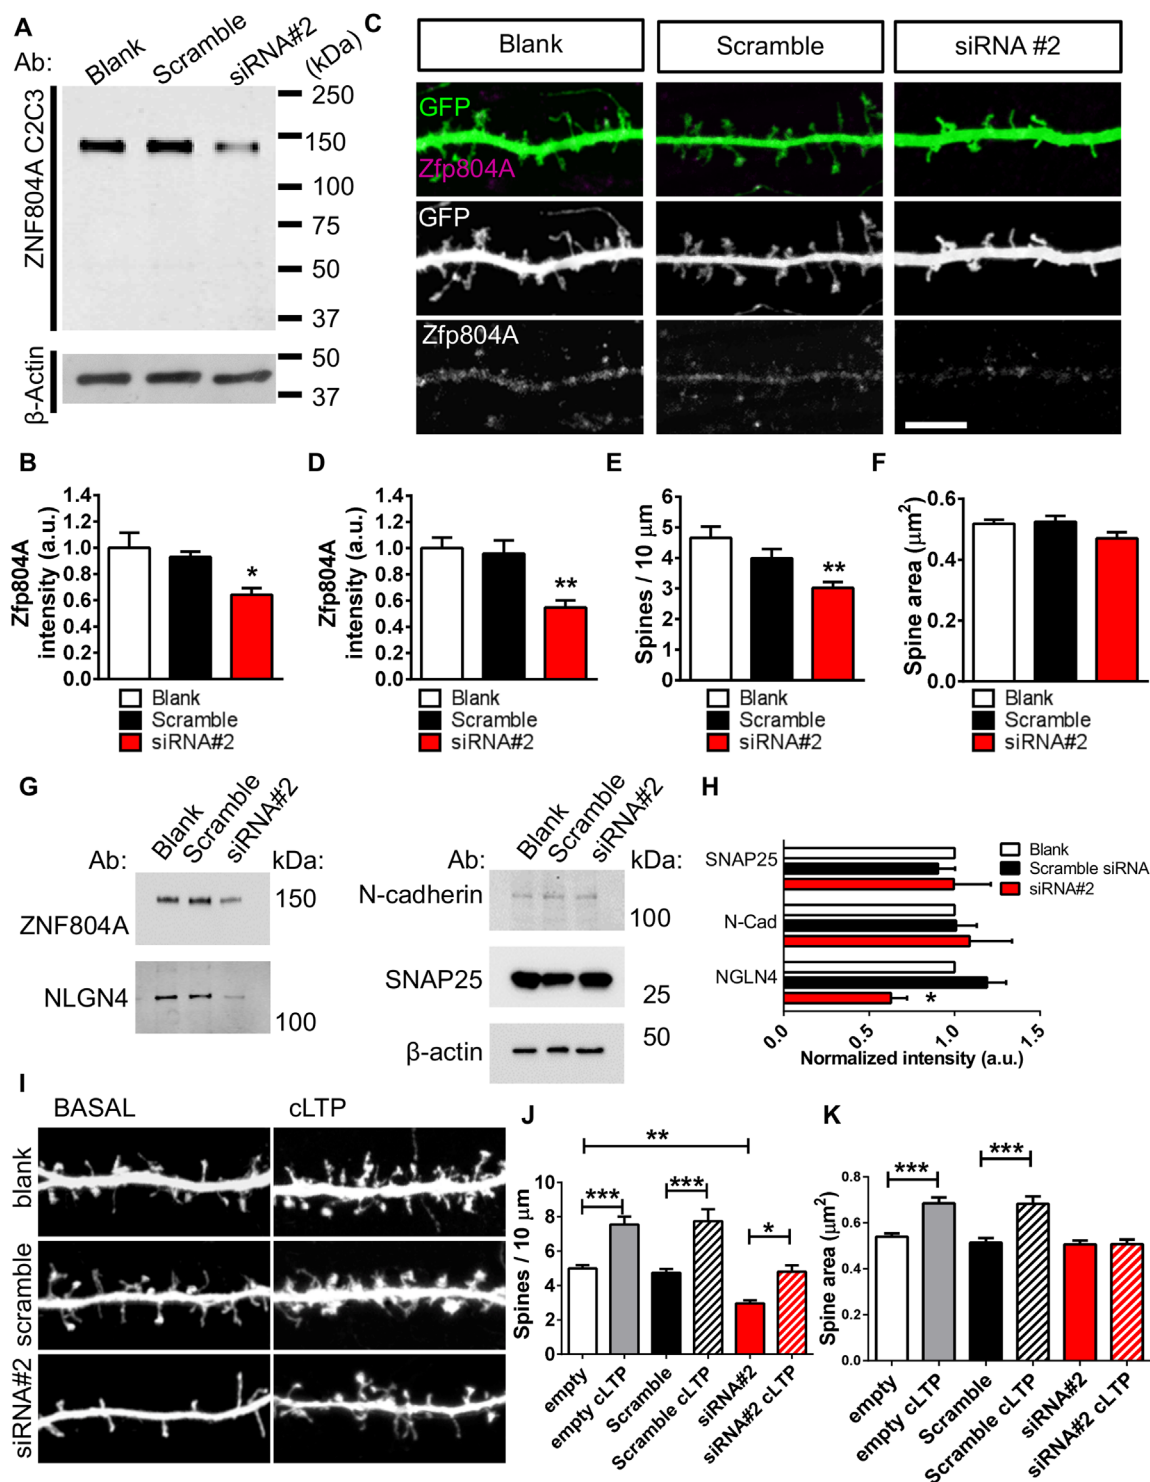 A
Ab:
Blank
Scramble
siRNA#2
(kDa)
ZNF804A C2C3
250
150
100
75
50
37
β-Actin
50
37
C
Blank
Scramble
siRNA #2
GFP
Zfp804A
GFP
Zfp804A
B
Zfp804A
intensity (a.u.)
1.4
1.2
1.0
0.8
0.6
0.4
0.2
0.0
*
Blank
Scramble
siRNA#2
D
Zfp804A
intensity (a.u.)
1.4
1.2
1.0
0.8
0.6
0.4
0.2
0.0
**
Blank
Scramble
siRNA#2
E
Spines / 10 μm
6
5
4
3
2
1
0
**
Blank
Scramble
siRNA#2
F
Spine area (μm²)
0.6
0.4
0.2
0.0
Blank
Scramble
siRNA#2
G
Ab:
Blank
Scramble
siRNA#2
kDa:
ZNF804A
150
NLGN4
100
Ab:
Blank
Scramble
siRNA#2
kDa:
N-cadherin
100
SNAP25
25
β-actin
50
H
SNAP25
N-Cad
NGLN4
*
Blank
Scramble siRNA
siRNA#2
0.0
0.5
1.0
1.5
Normalized intensity (a.u.)
I
BASAL
cLTP
blank
scramble
siRNA#2
J
Spines / 10 μm
10
8
6
4
2
0
**
***
***
*
empty
empty cLTP
Scramble
Scramble cLTP
siRNA#2
siRNA#2 cLTP
K
Spine area (μm²)
0.8
0.6
0.4
0.2
0.0
***
***
empty
empty cLTP
Scramble
Scramble cLTP
siRNA#2
siRNA#2 cLTP